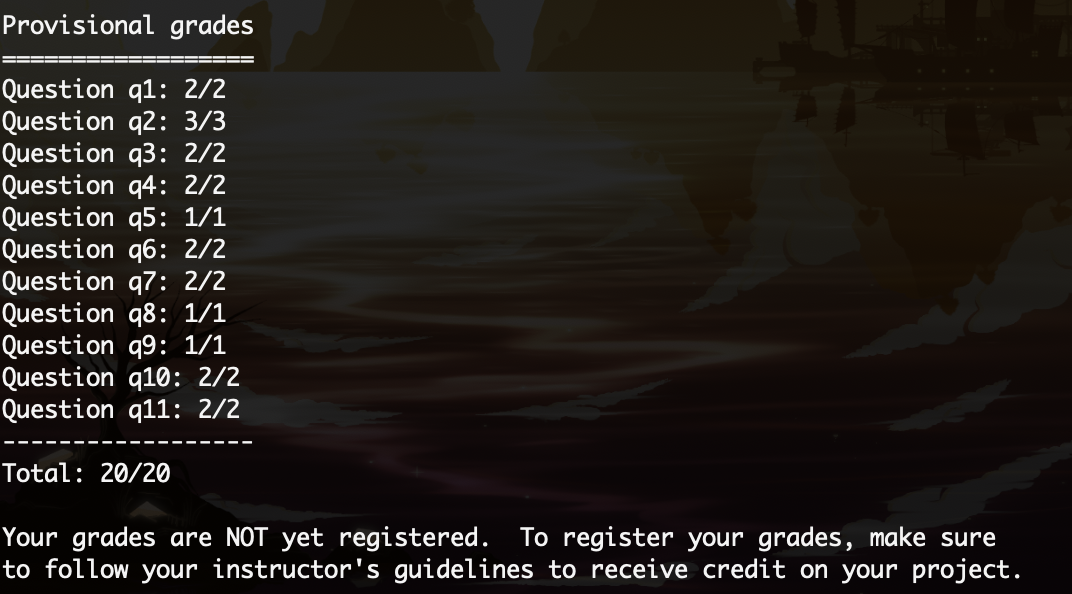 Provisional grades
==================
Question q1: 2/2
Question q2: 3/3
Question q3: 2/2
Question q4: 2/2
Question q5: 1/1
Question q6: 2/2
Question q7: 2/2
Question q8: 1/1
Question q9: 1/1
Question q10: 2/2
Question q11: 2/2
------------------
Total: 20/20
Your grades are NOT yet registered.  To register your grades, make sure
to follow your instructor's guidelines to receive credit on your project.